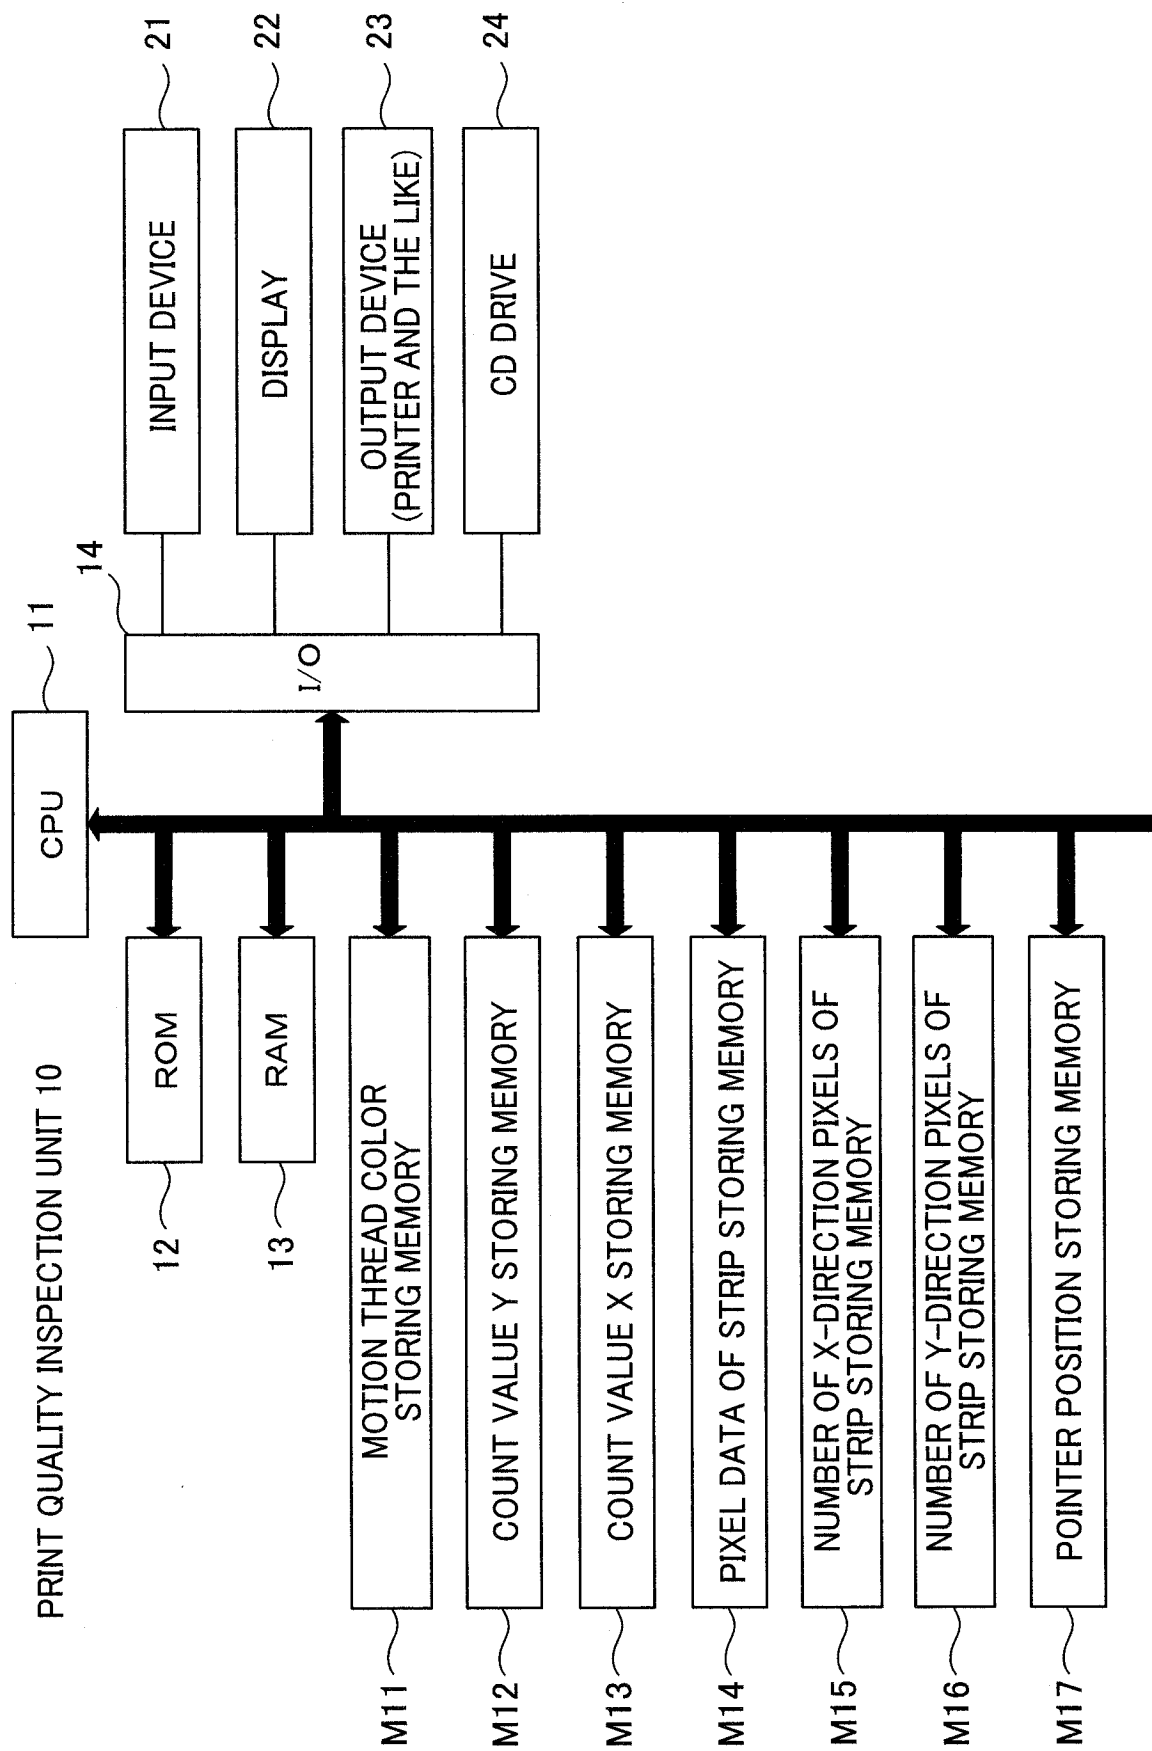 PRINT QUALITY INSPECTION UNIT 10
CPU
11
ROM
12
RAM
13
I/O
14
INPUT DEVICE
21
DISPLAY
22
OUTPUT DEVICE
(PRINTER AND THE LIKE)
23
CD DRIVE
24
M11
MOTION THREAD COLOR
STORING MEMORY
M12
COUNT VALUE Y STORING MEMORY
M13
COUNT VALUE X STORING MEMORY
M14
PIXEL DATA OF STRIP STORING MEMORY
M15
NUMBER OF X-DIRECTION PIXELS OF
STRIP STORING MEMORY
M16
NUMBER OF Y-DIRECTION PIXELS OF
STRIP STORING MEMORY
M17
POINTER POSITION STORING MEMORY